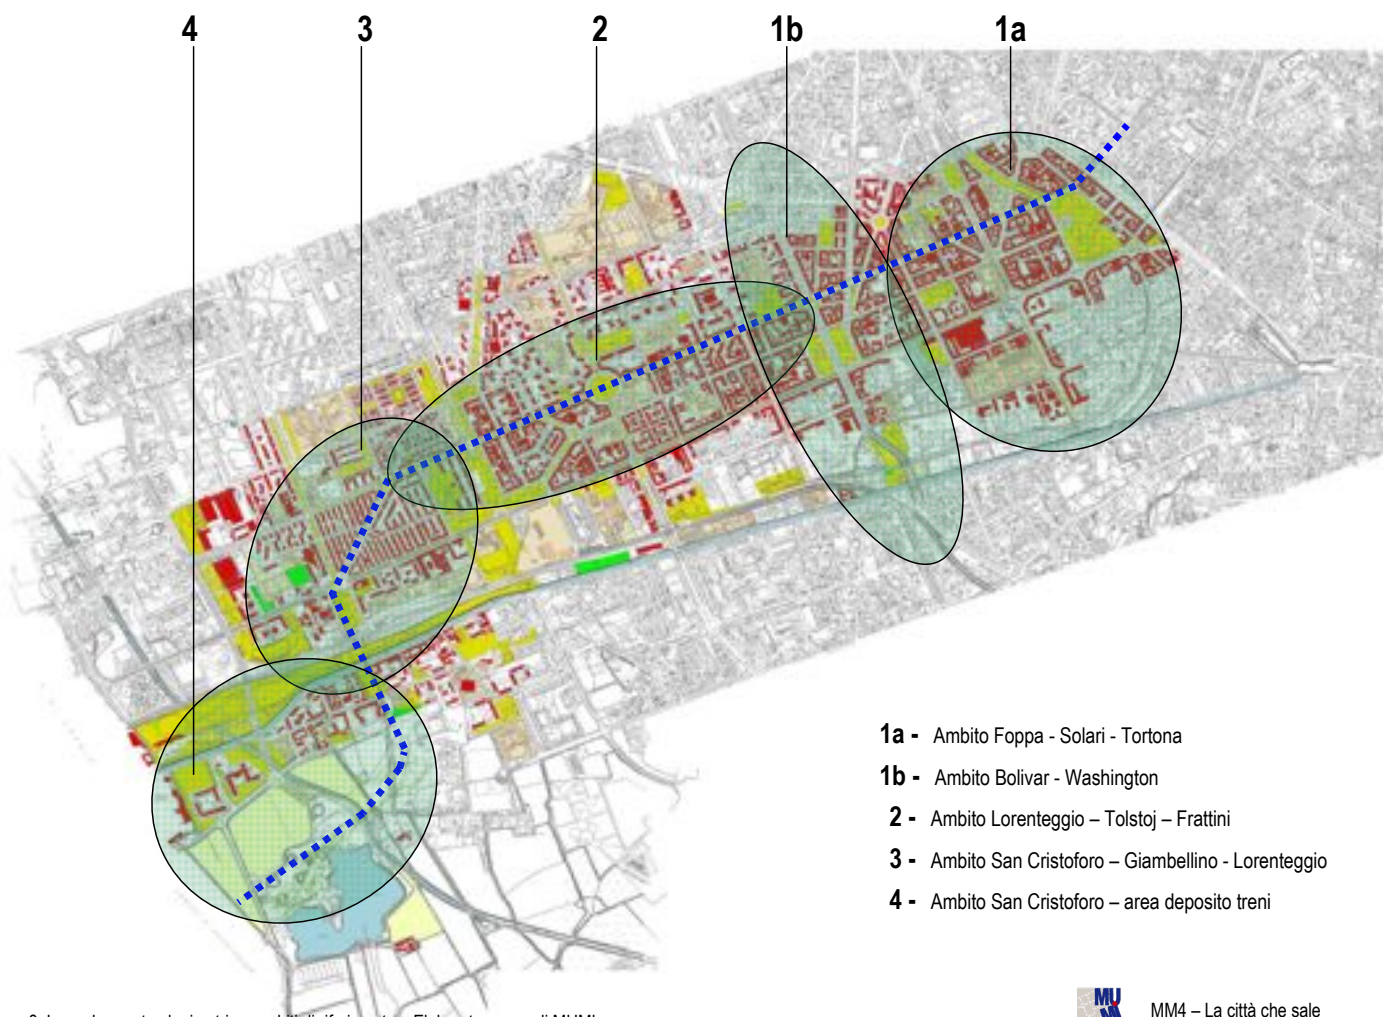 4 3 2 1b 1a
1a - Ambito Foppa - Solari - Tortona
1b - Ambito Bolivar - Washington
2 - Ambito Lorenteggio – Tolstoj – Frattini
3 - Ambito San Cristoforo – Giambellino - Lorenteggio
4 - Ambito San Cristoforo – area deposito treni
MU
MM4 – La città che sale